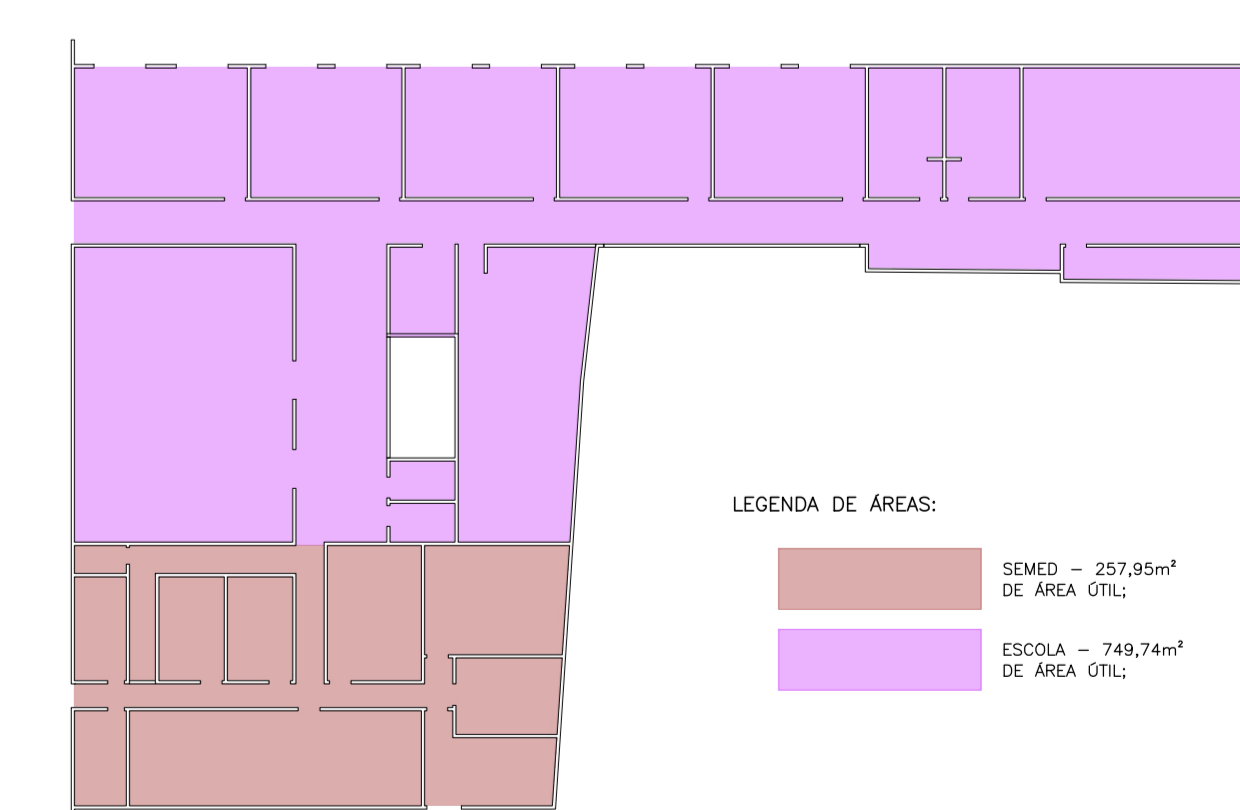 LEGENDA DE ÁREAS:
SEMED - 257,95m²
DE ÁREA ÚTIL;
ESCOLA - 749,74m²
DE ÁREA ÚTIL;